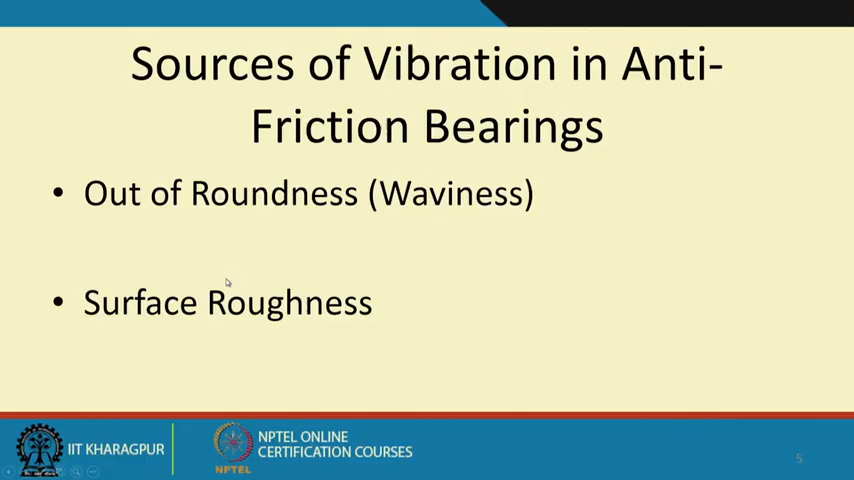 Sources of Vibration in Anti-
Friction Bearings
• Out of Roundness (Waviness)
• Surface Roughness
IIT KHARAGPUR
NPTEL
NPTEL ONLINE
CERTIFICATION COURSES
5